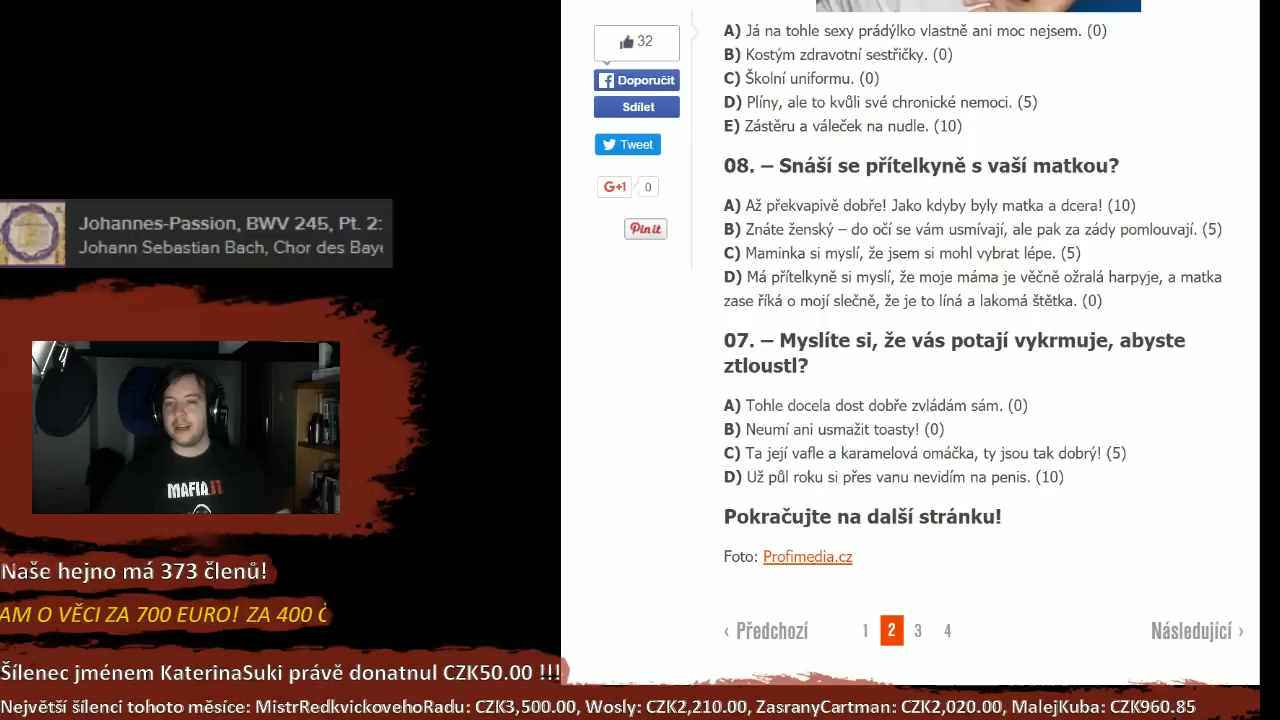 A) Já na tohle sexy prádýlko vlastně ani moc nejsem. (0)
B) Kostým zdravotní sestřičky. (0)
C) Školní uniformu. (0)
D) Plíny, ale to kvůli své chronické nemoci. (5)
E) Zástěru a váleček na nudle. (10)
08. – Snáší se přítelkyně s vaší matkou?
A) Až překvapivě dobře! Jako kdyby byly matka a dcera! (10)
B) Znáte ženský – do očí se vám usmívají, ale pak za zády pomlouvají. (5)
C) Maminka si myslí, že jsem si mohl vybrat lépe. (5)
D) Má přítelkyně si myslí, že moje máma je věčně ožralá harpyje, a matka
zase říká o mojí slečně, že je to líná a lakomá štětka. (0)
07. – Myslíte si, že vás potají vykrmuje, abyste
ztloustl?
A) Tohle docela dost dobře zvládám sám. (0)
B) Neumí ani usmažit toasty! (0)
C) Ta její vafle a karamelová omáčka, ty jsou tak dobrý! (5)
D) Už půl roku si přes vanu nevidím na penis. (10)
Pokračujte na další stránku!
Foto: Profimedia.cz
‹ Předchozí 1 2 3 4 Následující ›
32
Doporučit
Sdílet
Tweet
G+1 0
Pin it
Johannes-Passion, BWV 245, Pt. 2:
Johann Sebastian Bach, Chor des Baye
MAFIA II
Naše hejno má 373 členů!
AM O VĚCI ZA 700 EURO! ZA 400
Šílenec jménem KaterinaSuki právě donatnul CZK50.00 !!!
Největší šílenci tohoto měsíce: MistrRedkvickovehoRadu: CZK3,500.00, Wosly: CZK2,210.00, ZasranyCartman: CZK2,020.00, MalejKuba: CZK960.85